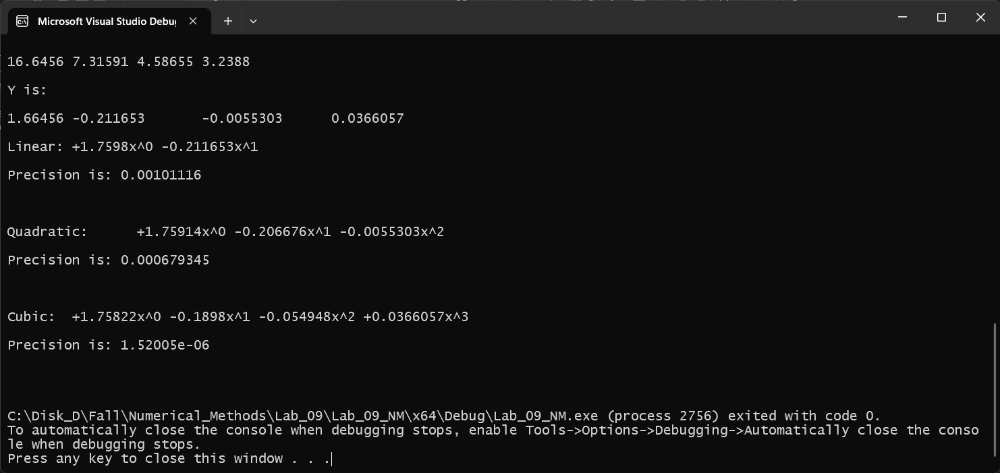 Microsoft Visual Studio Debug
16.6456 7.31591 4.58655 3.2388
Y is:
1.66456 -0.211653 -0.0055303 0.0366057
Linear: +1.7598x^0 -0.211653x^1
Precision is: 0.00101116
Quadratic: +1.75914x^0 -0.206676x^1 -0.0055303x^2
Precision is: 0.000679345
Cubic: +1.75822x^0 -0.1898x^1 -0.054948x^2 +0.0366057x^3
Precision is: 1.52005e-06
C:\Disk_D\Fall\Numerical_Methods\Lab_09\Lab_09_NM\x64\Debug\Lab_09_NM.exe (process 2756) exited with code 0.
To automatically close the console when debugging stops, enable Tools->Options->Debugging->Automatically close the conso
le when debugging stops.
Press any key to close this window . . .